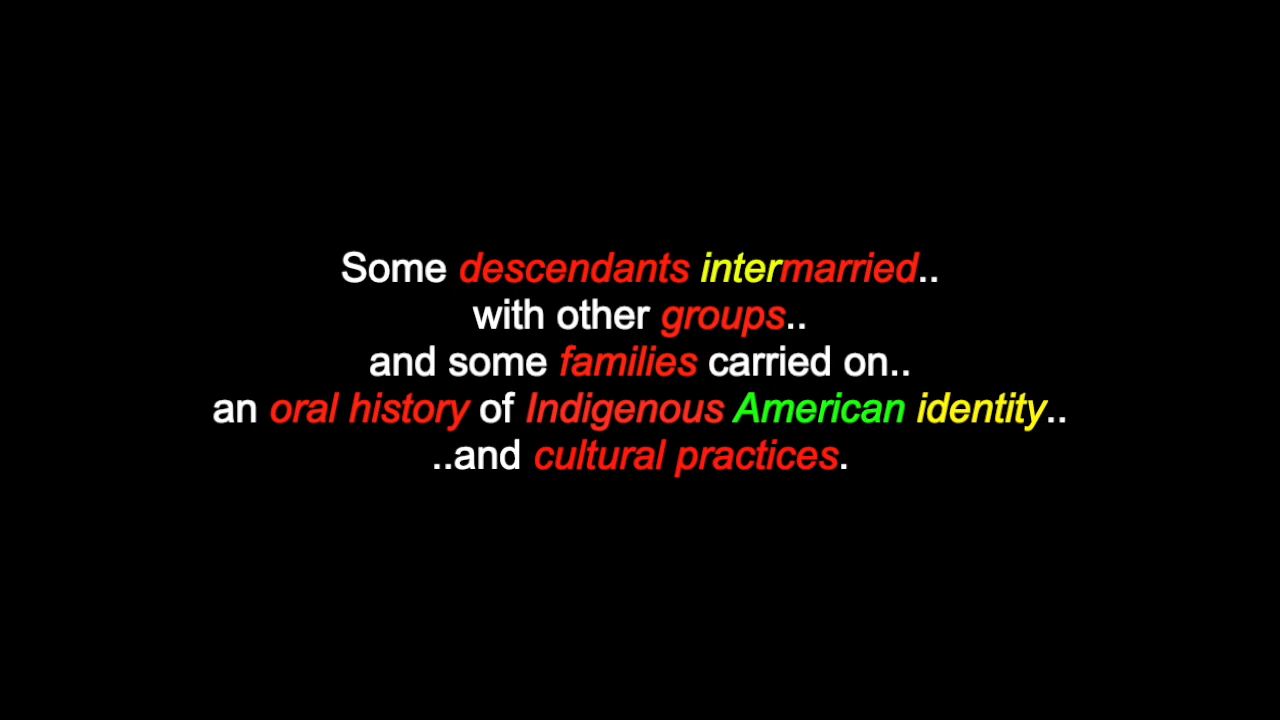 Some descendants intermarried..
with other groups..
and some families carried on..
an oral history of Indigenous American identity..
..and cultural practices.